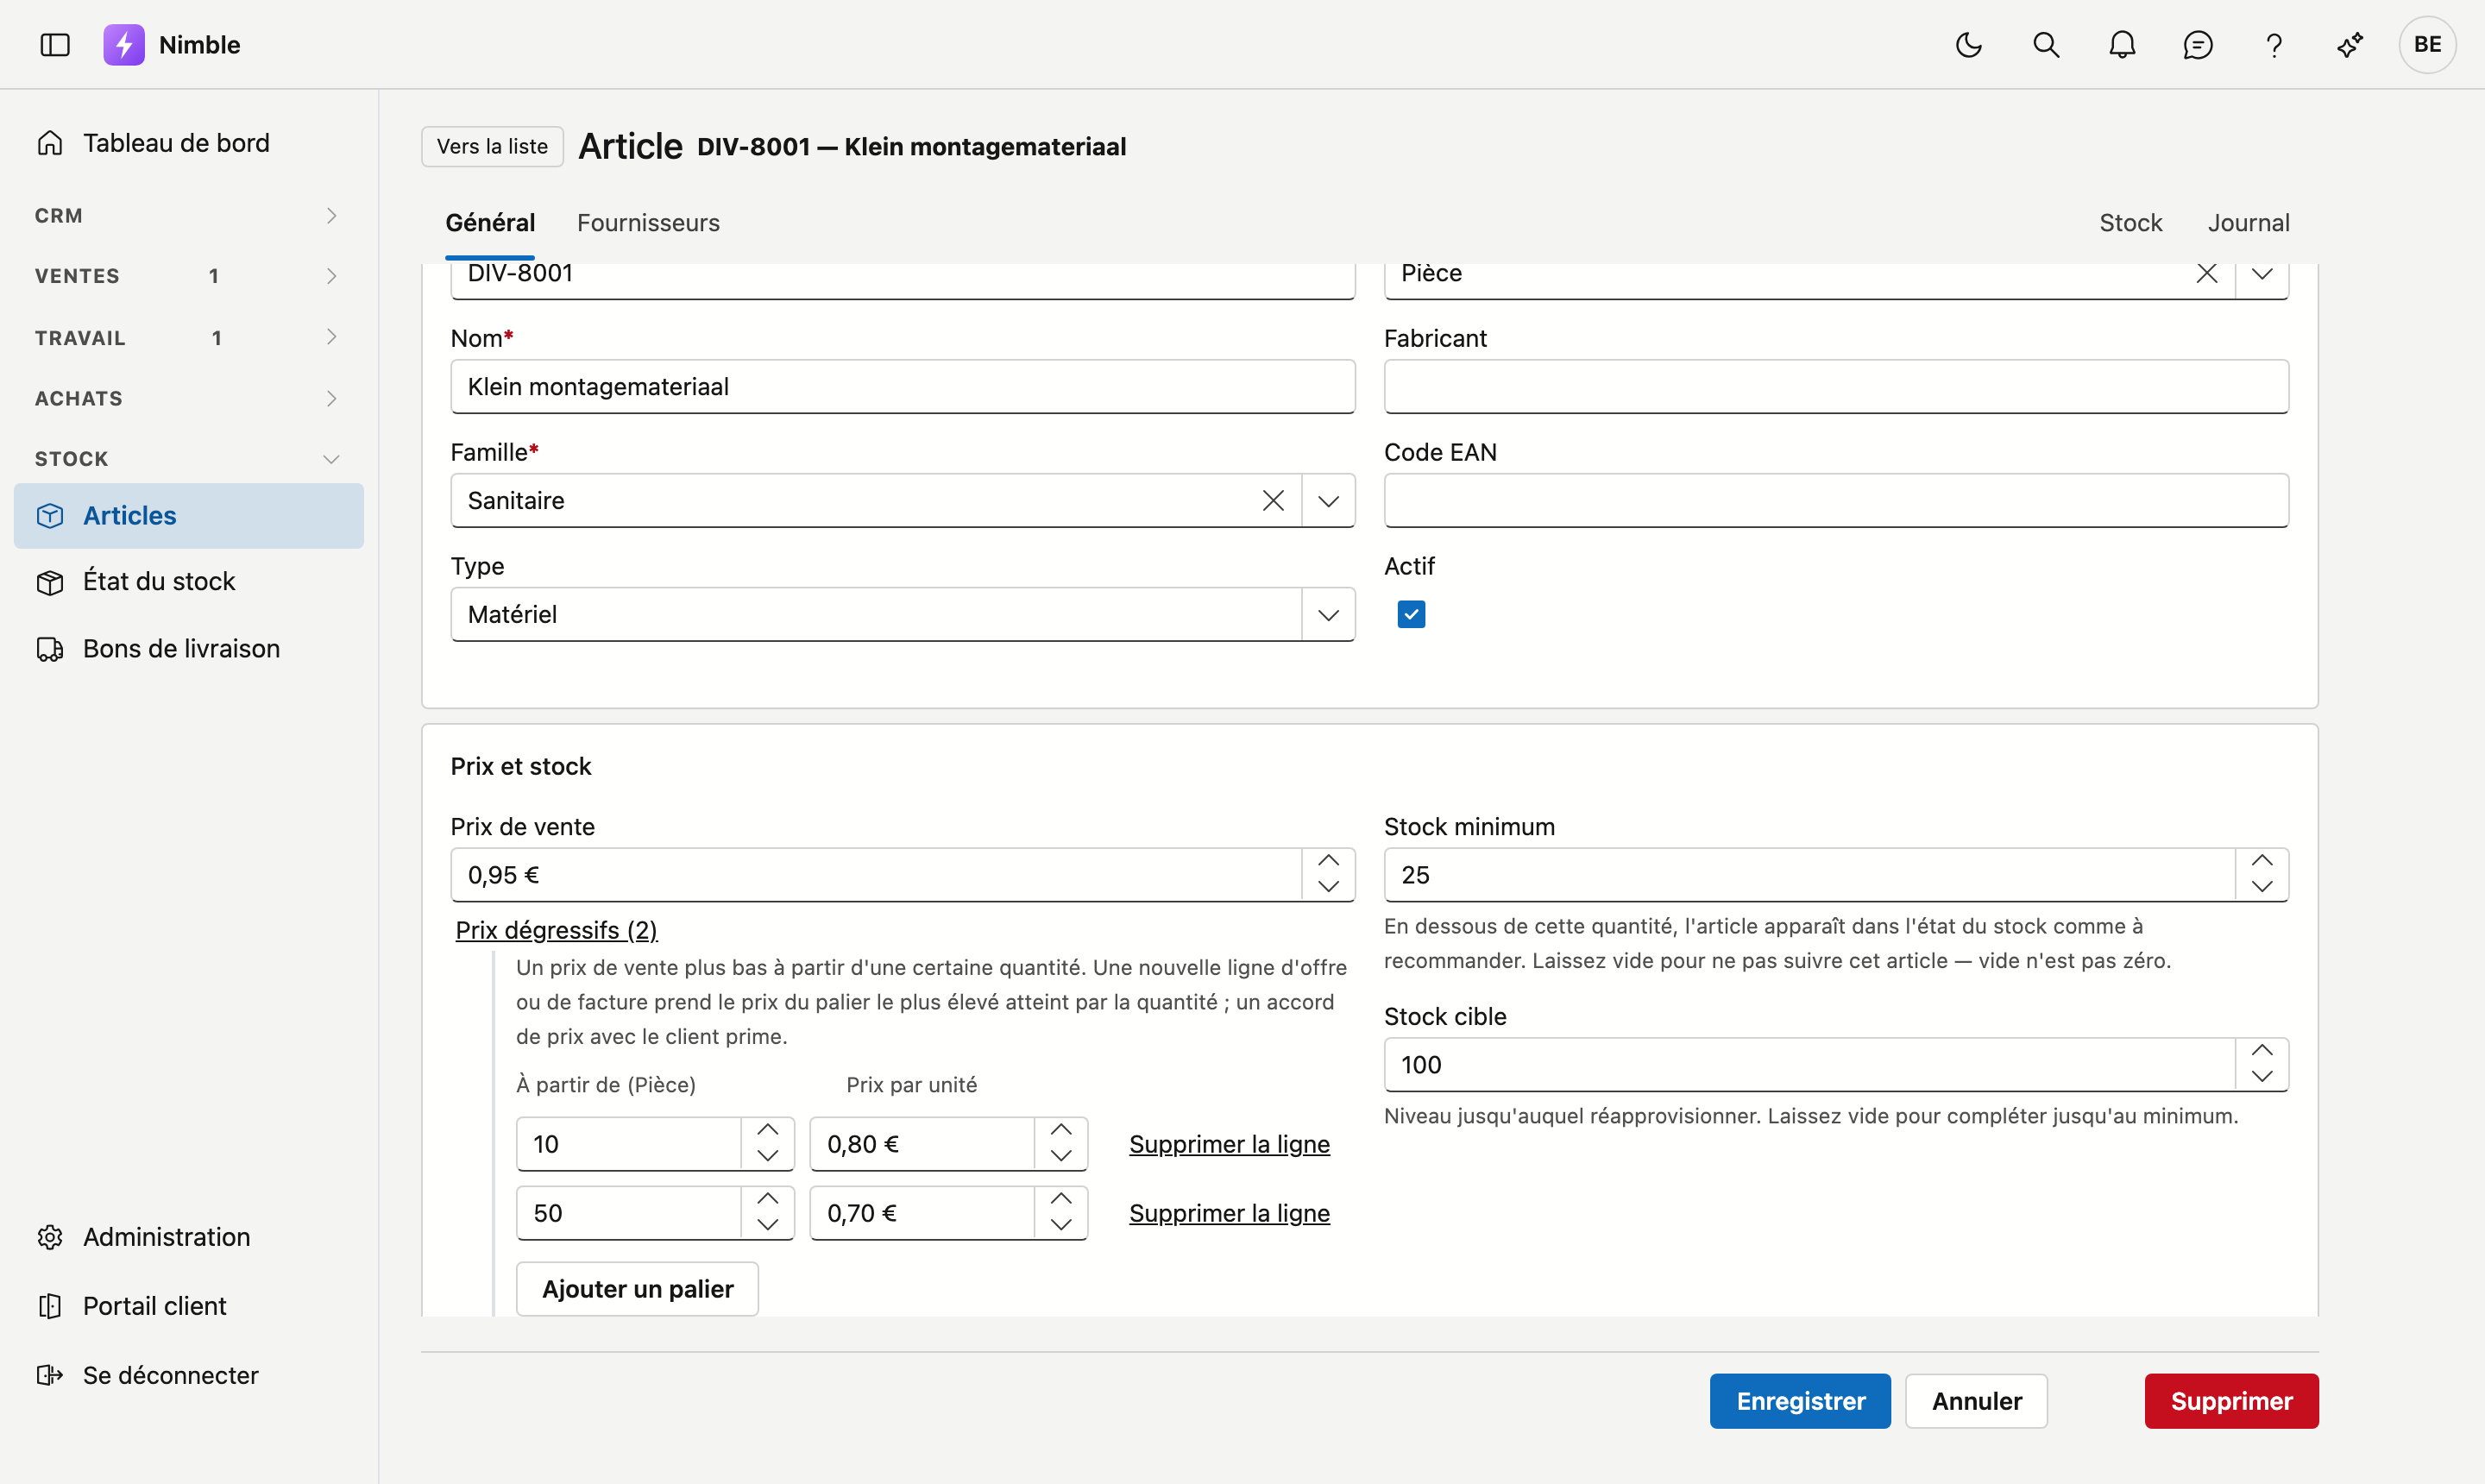 Nimble
BE
Tableau de bord
CRM
VENTES 1
TRAVAIL 1
ACHATS
STOCK
Articles
État du stock
Bons de livraison
Administration
Portail client
Se déconnecter
Vers la liste Article DIV-8001 — Klein montagemateriaal
Général Fournisseurs Stock Journal
DIV-8001
Pièce
Nom*
Klein montagemateriaal
Fabricant
Famille*
Sanitaire
Code EAN
Type
Matériel
Actif
Prix et stock
Prix de vente
0,95 €
Prix dégressifs (2)
Un prix de vente plus bas à partir d'une certaine quantité. Une nouvelle ligne d'offre
ou de facture prend le prix du palier le plus élevé atteint par la quantité ; un accord
de prix avec le client prime.
À partir de (Pièce) Prix par unité
10 0,80 € Supprimer la ligne
50 0,70 € Supprimer la ligne
Ajouter un palier
Stock minimum
25
En dessous de cette quantité, l'article apparaît dans l'état du stock comme à
recommander. Laissez vide pour ne pas suivre cet article — vide n'est pas zéro.
Stock cible
100
Niveau jusqu'auquel réapprovisionner. Laissez vide pour compléter jusqu'au minimum.
Enregistrer Annuler Supprimer